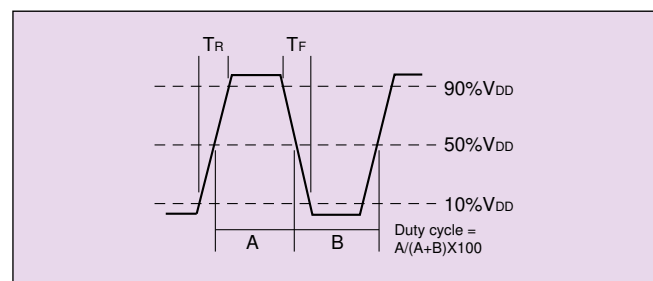 TR TF
90%VDD
50%VDD
10%VDD
A B
Duty cycle =
A/(A+B)X100